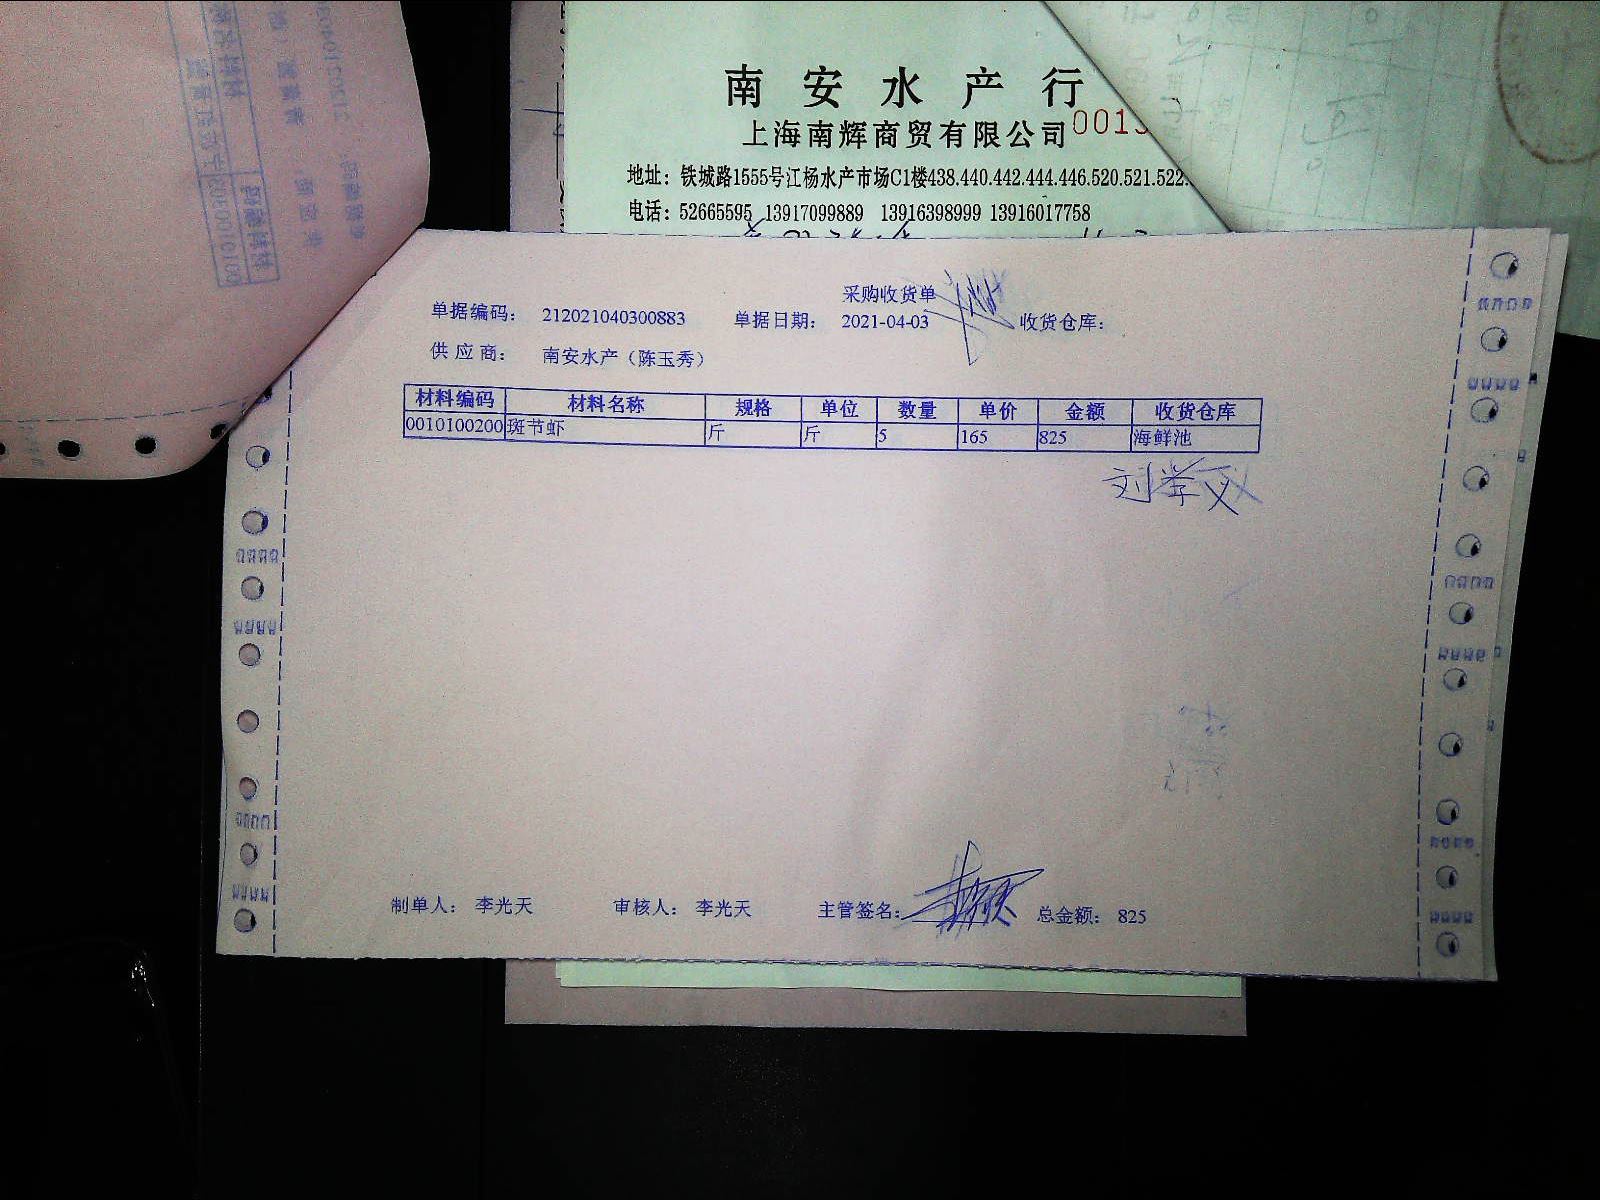 南安水产行
上海南辉商贸有限公司
地址：铁城路1555号江杨水产市场C1楼438.440.442.444.446.520.521.522.
电话：52665595 13917099889 13916398999 13916017758
采购收货单
单据编码： 212021040300883 单据日期： 2021-04-03 收货仓库：
供应商： 南安水产（陈玉秀）
材料编码 材料名称 规格 单位 数量 单价 金额 收货仓库
0010100200 斑节虾 斤 斤 5 165 825 海鲜池
刘学义
制单人： 李光天 审核人： 李光天 主管签名： 总金额： 825